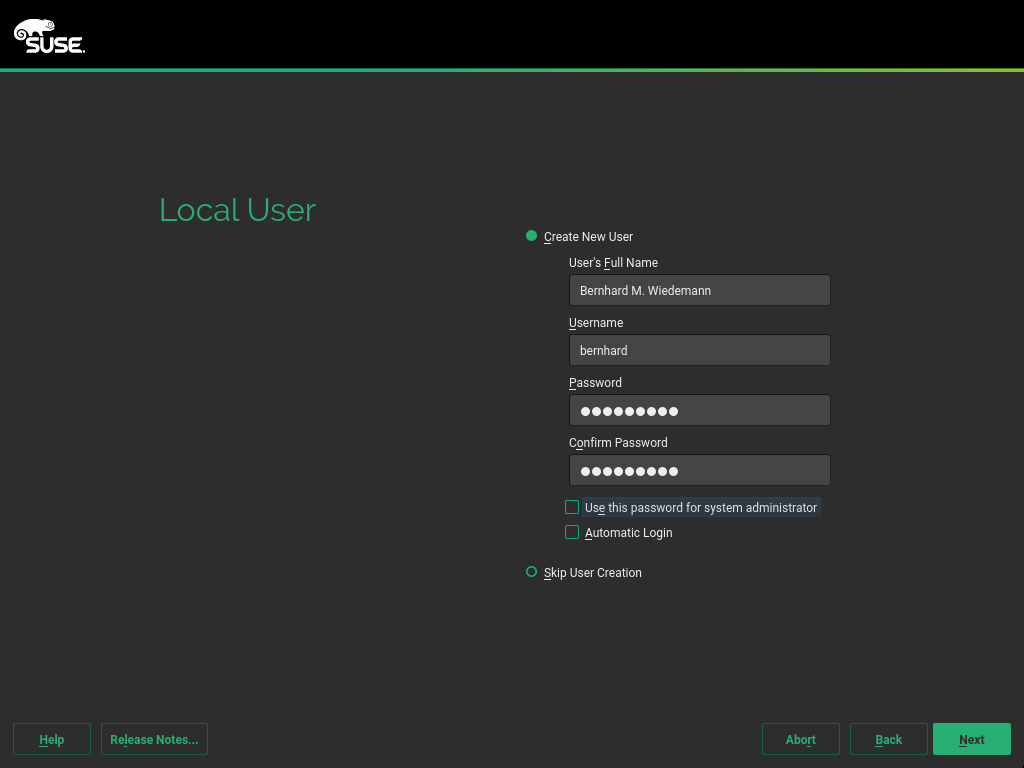 SUSE.
Local User
Create New User
User's Full Name
Bernhard M. Wiedemann
Username
bernhard
Password
●●●●●●●●●
Confirm Password
●●●●●●●●●
Use this password for system administrator
Automatic Login
Skip User Creation
Help Release Notes... Abort Back Next